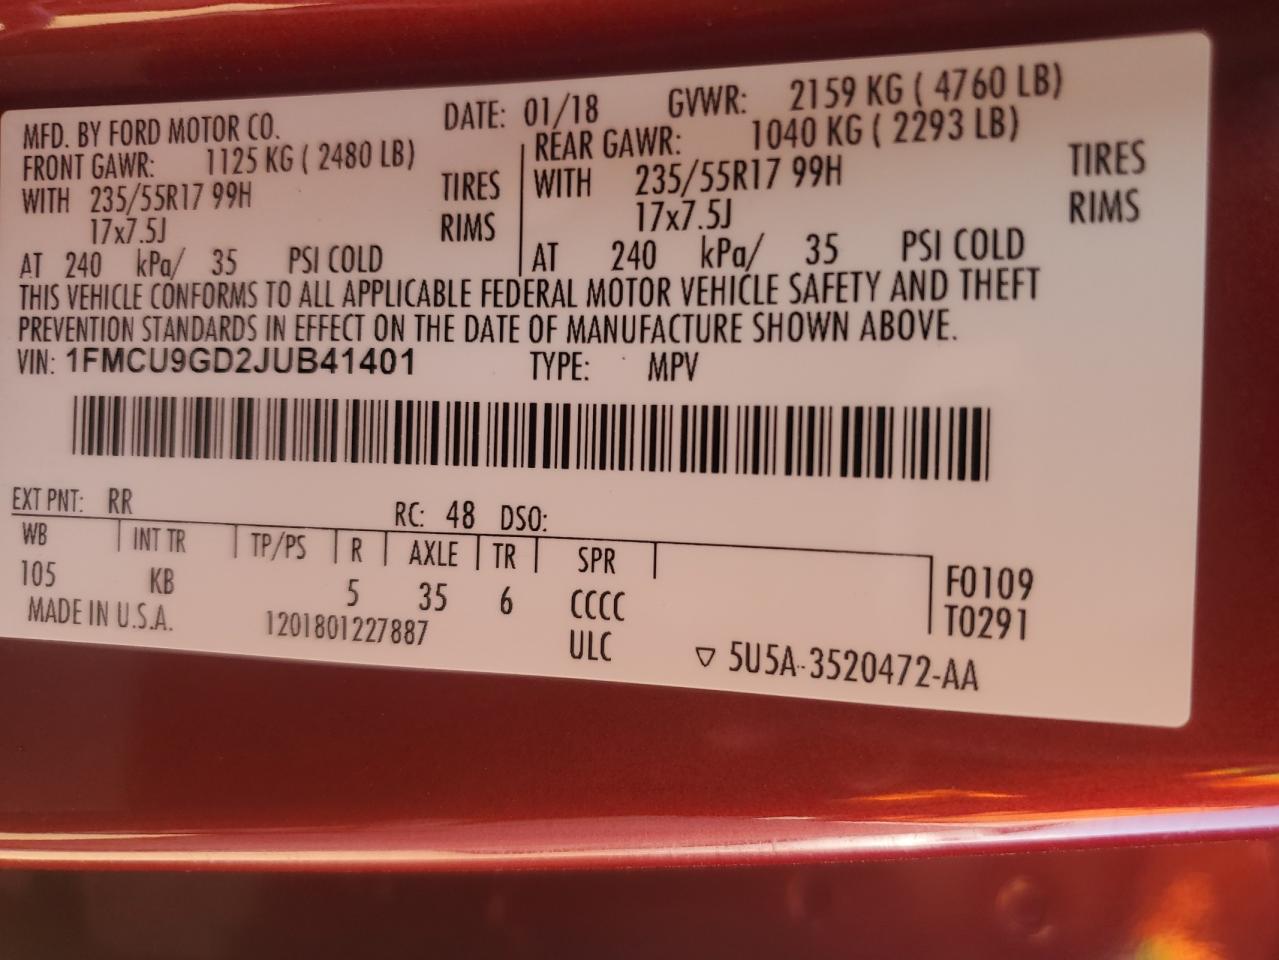 MFD. BY FORD MOTOR CO. DATE: 01/18 GVWR: 2159 KG ( 4760 LB)
FRONT GAWR: 1125 KG ( 2480 LB) REAR GAWR: 1040 KG ( 2293 LB)
WITH 235/55R17 99H TIRES WITH 235/55R17 99H TIRES
17x7.5J RIMS 17x7.5J RIMS
AT 240 kPa/ 35 PSI COLD AT 240 kPa/ 35 PSI COLD
THIS VEHICLE CONFORMS TO ALL APPLICABLE FEDERAL MOTOR VEHICLE SAFETY AND THEFT
PREVENTION STANDARDS IN EFFECT ON THE DATE OF MANUFACTURE SHOWN ABOVE.
VIN: 1FMCU9GD2JUB41401 TYPE: MPV
EXT PNT: RR RC: 48 DSO:
WB INT TR TP/PS R AXLE TR SPR
105 KB 5 35 6 CCCC F0109
MADE IN U.S.A. 1201801227887 ULC T0291
5U5A-3520472-AA